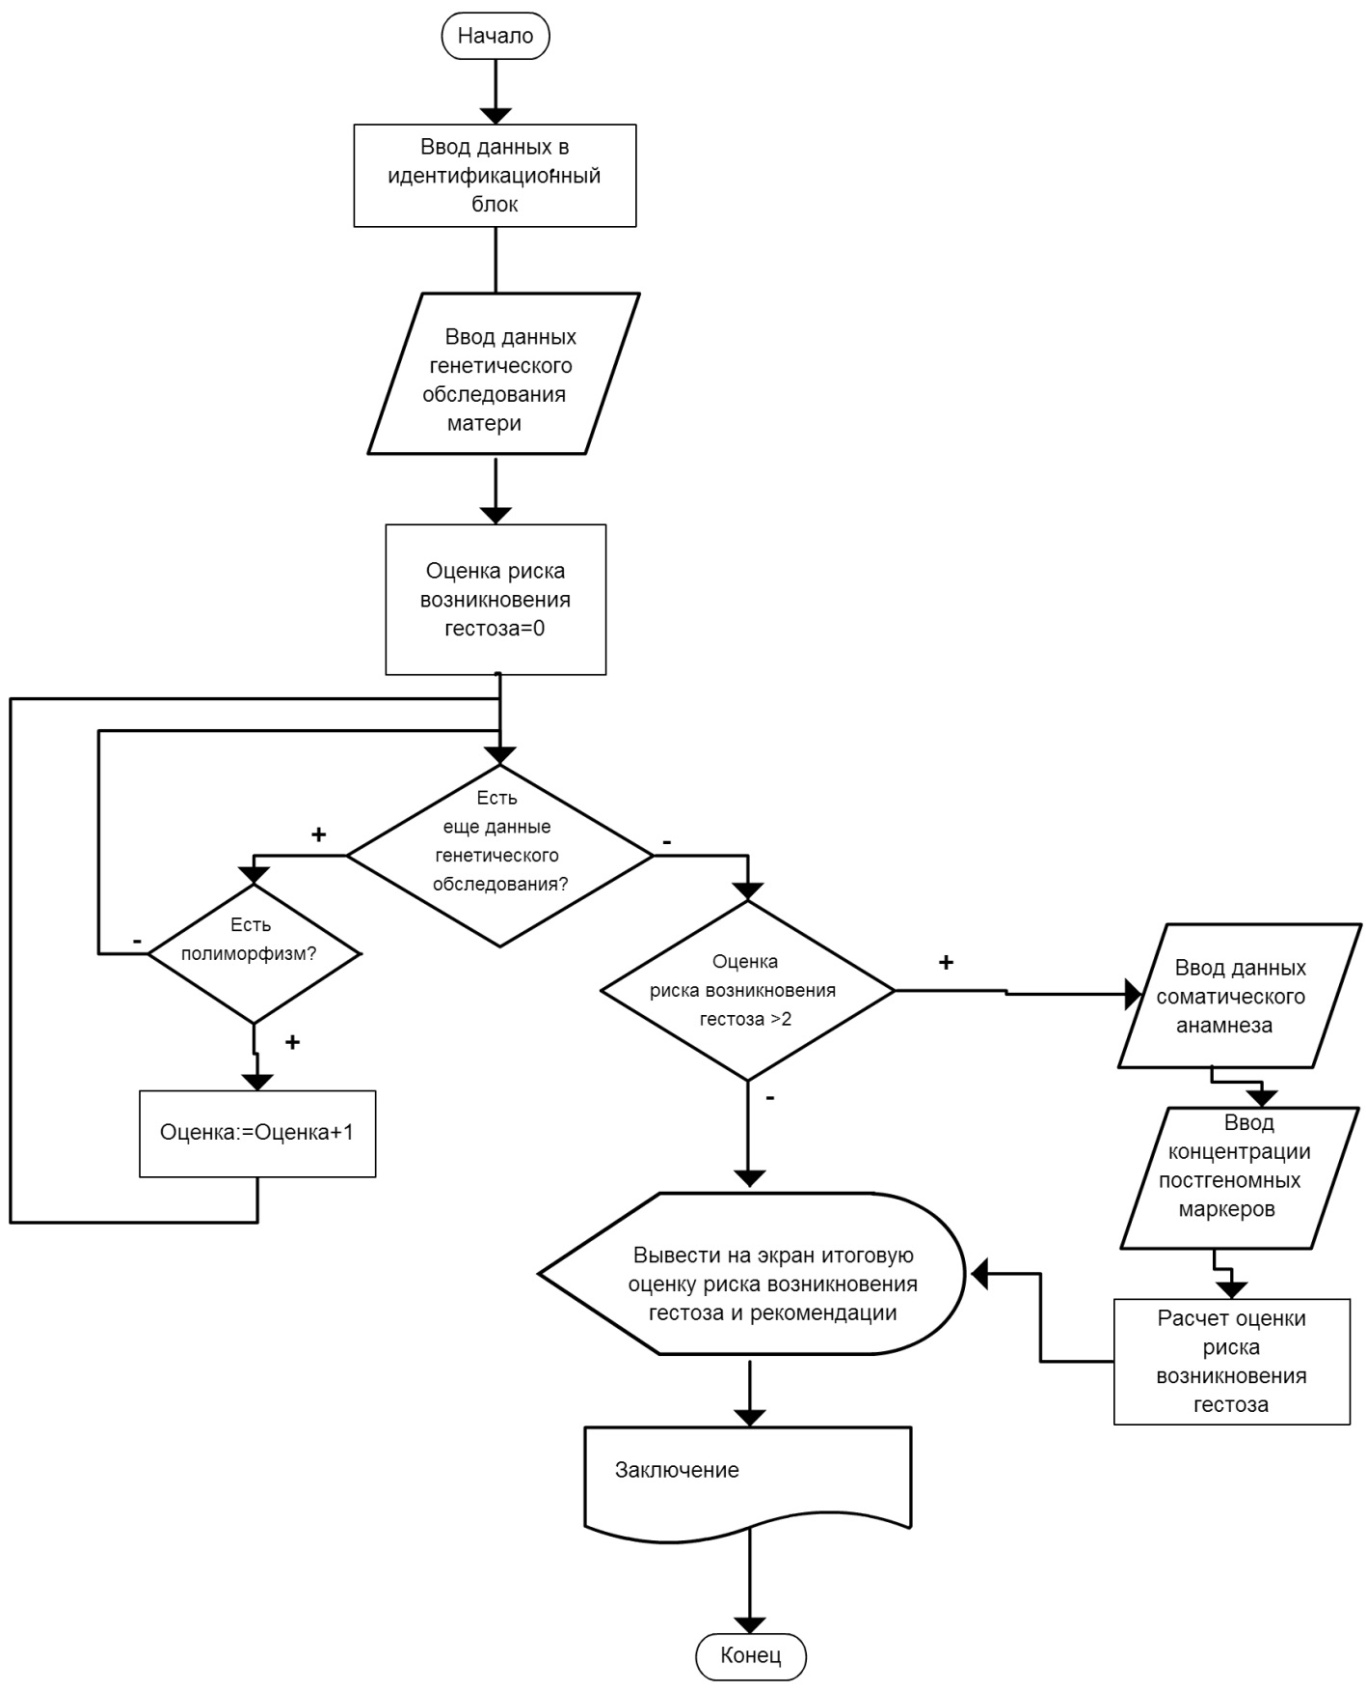 Начало
Ввод данных в
идентификационный
блок
Ввод данных
генетического
обследования
матери
Оценка риска
возникновения
гестоза=0
Есть
еще данные
генетического
обследования?
+
-
Есть
полиморфизм?
-
+
Оценка:=Оценка+1
Оценка
риска возникновения
гестоза >2
+
-
Ввод данных
соматического
анамнеза
Ввод
концентрации
постгеномных
маркеров
Расчет оценки
риска
возникновения
гестоза
Вывести на экран итоговую
оценку риска возникновения
гестоза и рекомендации
Заключение
Конец